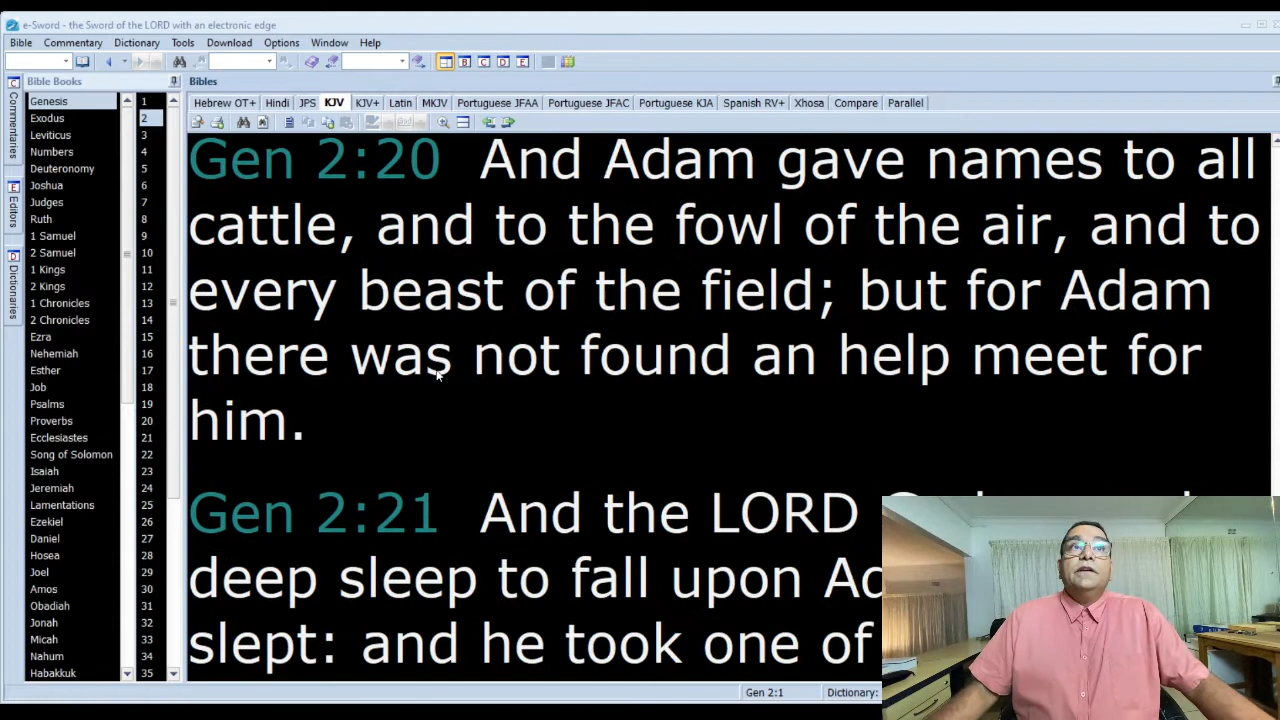 e-Sword - the Sword of the LORD with an electronic edge
Bible Commentary Dictionary Tools Download Options Window Help
Bible Books
Bibles
Commentaries
Editors
Dictionaries
Hebrew OT+ Hindi JPS KJV KJV+ Latin MKJV Portuguese JFAA Portuguese JFAC Portuguese KJA Spanish RV+ Xhosa Compare Parallel
Genesis 1
Exodus 2
Leviticus 3
Numbers 4
Deuteronomy 5
Joshua 6
Judges 7
Ruth 8
1 Samuel 9
2 Samuel 10
1 Kings 11
2 Kings 12
1 Chronicles 13
2 Chronicles 14
Ezra 15
Nehemiah 16
Esther 17
Job 18
Psalms 19
Proverbs 20
Ecclesiastes 21
Song of Solomon 22
Isaiah 23
Jeremiah 24
Lamentations 25
Ezekiel 26
Daniel 27
Hosea 28
Joel 29
Amos 30
Obadiah 31
Jonah 32
Micah 33
Nahum 34
Habakkuk 35
Gen 2:20 And Adam gave names to all
cattle, and to the fowl of the air, and to
every beast of the field; but for Adam
there was not found an help meet for
him.
Gen 2:21 And the LORD
deep sleep to fall upon
slept: and he took one of
Gen 2:1 Dictionary: